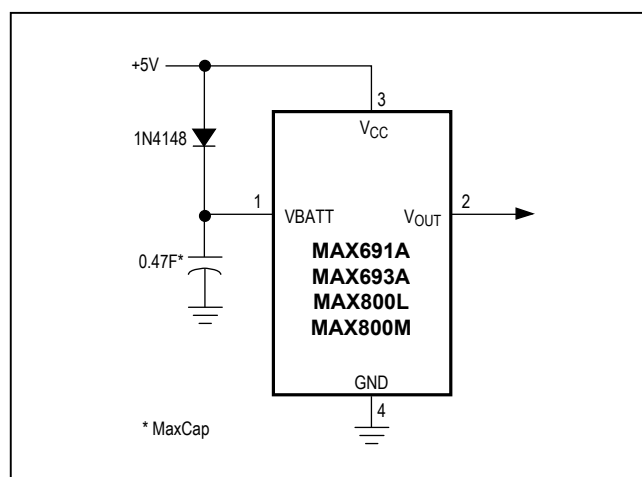 +5V
3
VCC
1N4148
1
VBATT
VOUT
2
0.47F*
MAX691A
MAX693A
MAX800L
MAX800M
GND
4
* MaxCap